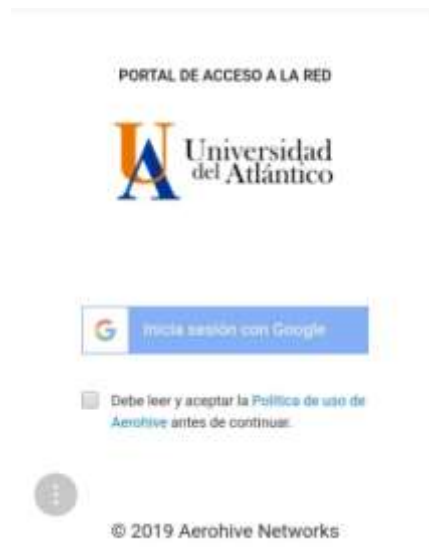 PORTAL DE ACCESO A LA RED
UA
Universidad
del Atlántico
G
Inicia sesión con Google
Debe leer y aceptar la Política de uso de
Aerohive antes de continuar.
© 2019 Aerohive Networks